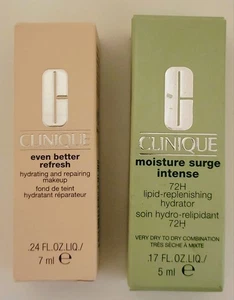 CLINIQUE
even better
refresh
hydrating and repairing
makeup
fond de teint
hydratant réparateur
.24 FL.OZ.LIQ/
7 ml ℮
CLINIQUE
moisture surge
intense
72H
lipid-replenishing
hydrator
soin hydro-relipidant
72H
VERY DRY TO DRY COMBINATION
TRÈS SÈCHE À MIXTE
.17 FL.OZ.LIQ./
5 ml ℮